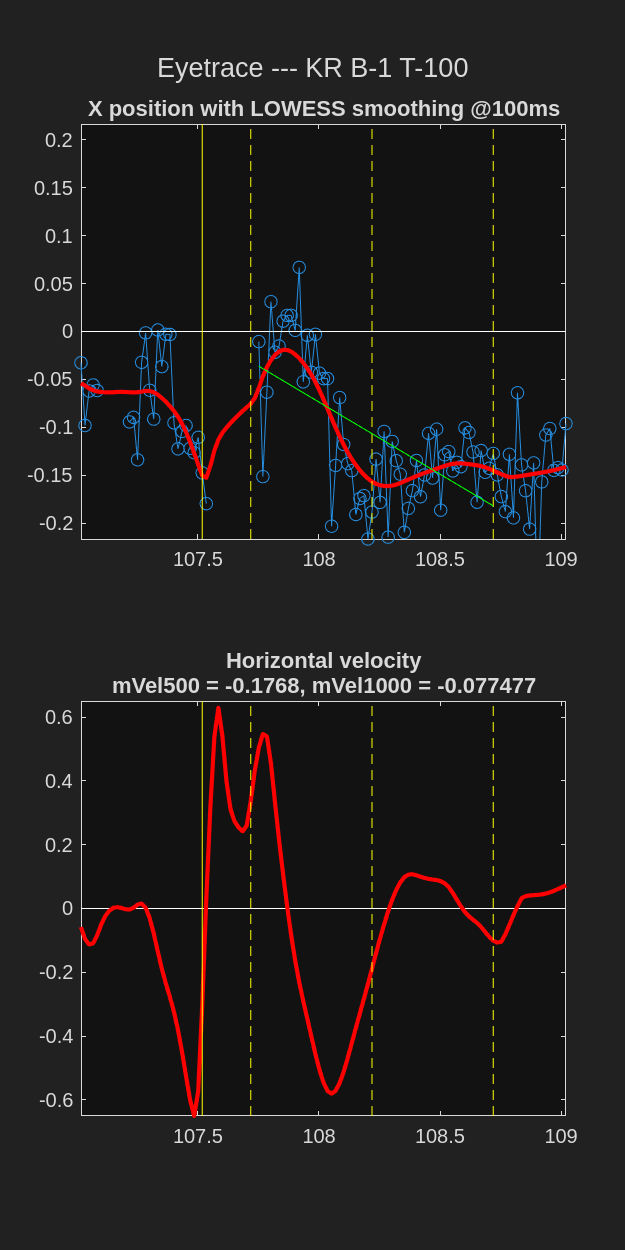 Eyetrace --- KR B-1 T-100
X position with LOWESS smoothing @100ms
0.2
0.15
0.1
0.05
0
-0.05
-0.1
-0.15
-0.2
107.5 108 108.5 109
Horizontal velocity
mVel500 = -0.1768, mVel1000 = -0.077477
0.6
0.4
0.2
0
-0.2
-0.4
-0.6
107.5 108 108.5 109